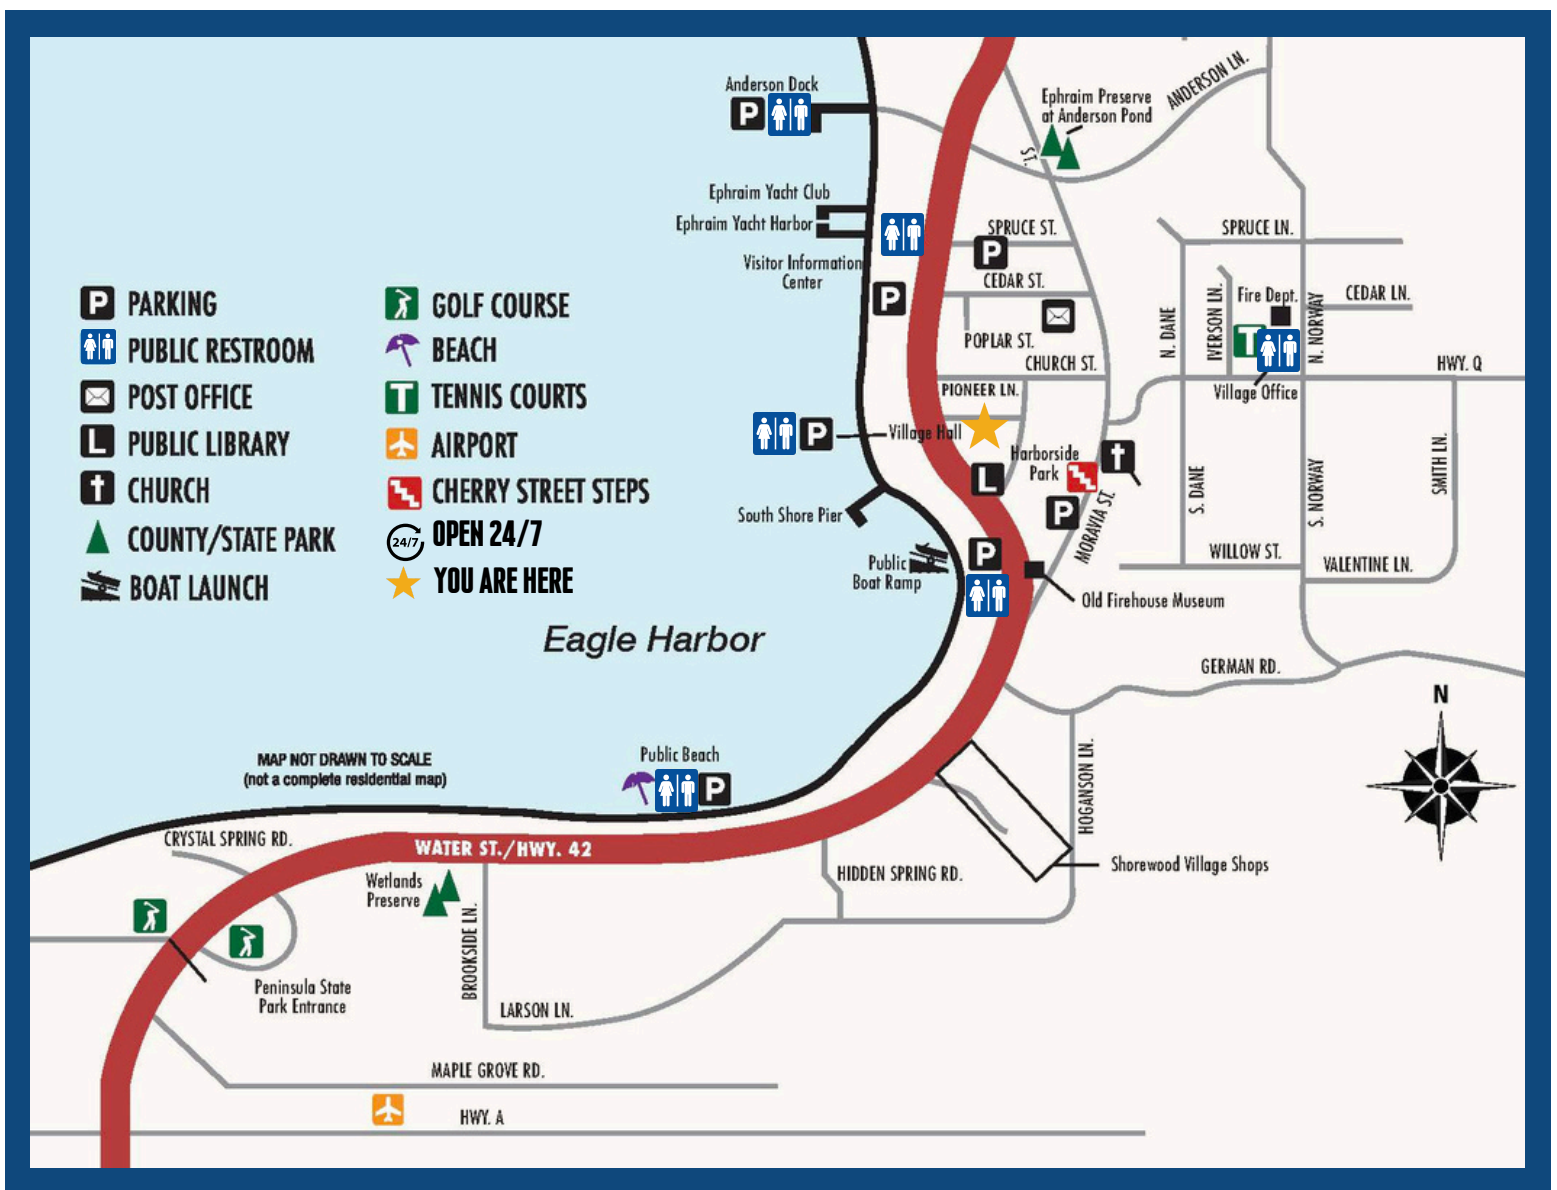 Anderson Dock
P
Ephraim Preserve
at Anderson Pond
ANDERSON LN.
ST.
Ephraim Yacht Club
Ephraim Yacht Harbor
SPRUCE ST.
P
SPRUCE LN.
Visitor Information
Center
P
CEDAR ST.
Fire Dept.
CEDAR LN.
POPLAR ST.
N. DANE
IVERSON LN.
T
N. NORWAY
CHURCH ST.
HWY. Q
PIONEER LN.
Village Office
P PARKING
PUBLIC RESTROOM
POST OFFICE
L PUBLIC LIBRARY
CHURCH
COUNTY/STATE PARK
BOAT LAUNCH
GOLF COURSE
BEACH
T TENNIS COURTS
AIRPORT
CHERRY STREET STEPS
24/7 OPEN 24/7
YOU ARE HERE
P
Village Hall
Harborside
Park
L
P
MORAVIA ST.
S. DANE
S. NORWAY
SMITH LN.
South Shore Pier
Public
Boat Ramp
P
WILLOW ST.
VALENTINE LN.
Old Firehouse Museum
Eagle Harbor
GERMAN RD.
N
MAP NOT DRAWN TO SCALE
(not a complete residential map)
Public Beach
P
HOGANSON LN.
CRYSTAL SPRING RD.
WATER ST./HWY. 42
Wetlands
Preserve
HIDDEN SPRING RD.
Shorewood Village Shops
BROOKSIDE LN.
Peninsula State
Park Entrance
LARSON LN.
MAPLE GROVE RD.
HWY. A